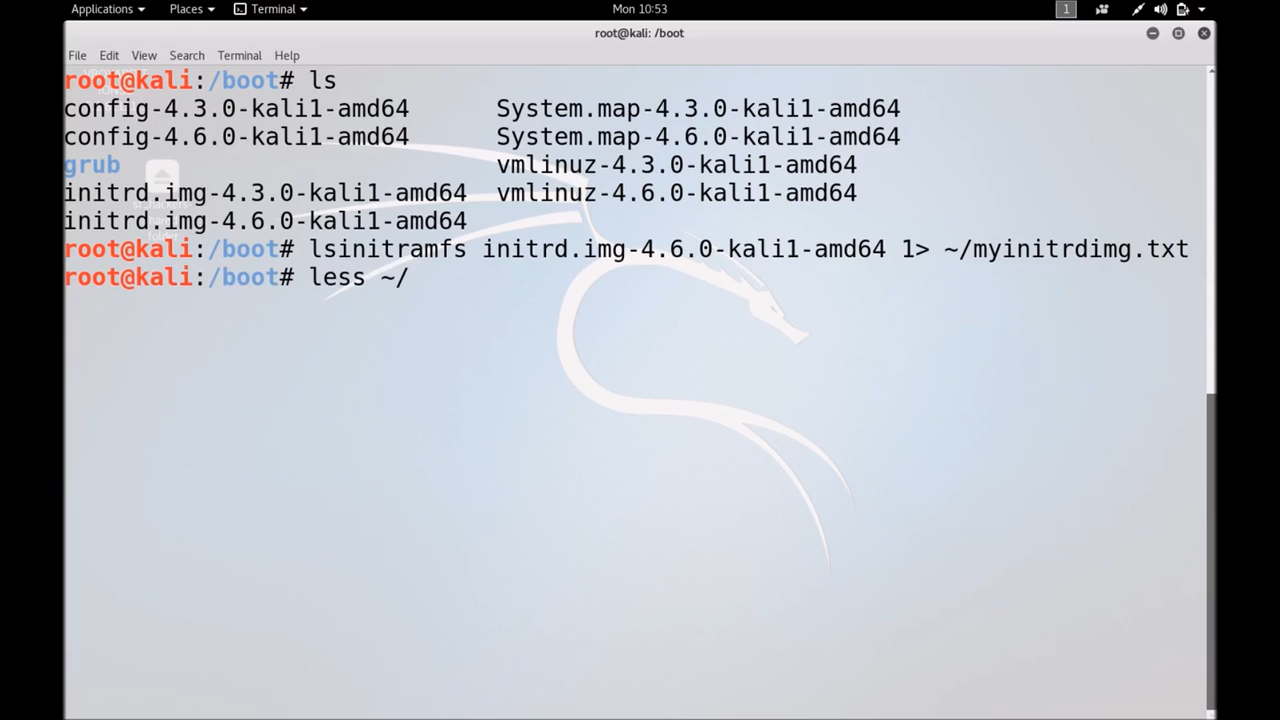 Applications Places Terminal Mon 10:53 1
root@kali: /boot
File Edit View Search Terminal Help
root@kali:/boot# ls
config-4.3.0-kali1-amd64 System.map-4.3.0-kali1-amd64
config-4.6.0-kali1-amd64 System.map-4.6.0-kali1-amd64
grub vmlinuz-4.3.0-kali1-amd64
initrd.img-4.3.0-kali1-amd64 vmlinuz-4.6.0-kali1-amd64
initrd.img-4.6.0-kali1-amd64
root@kali:/boot# lsinitramfs initrd.img-4.6.0-kali1-amd64 1> ~/myinitrdimg.txt
root@kali:/boot# less ~/